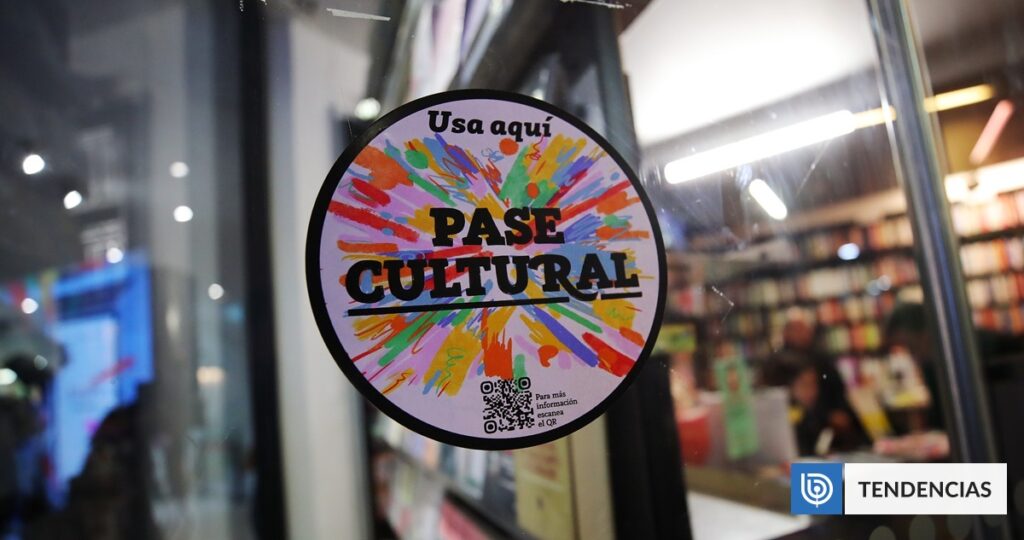 Usa aquí
PASE
CULTURAL
Para más
información
escanea
el QR
TENDENCIAS